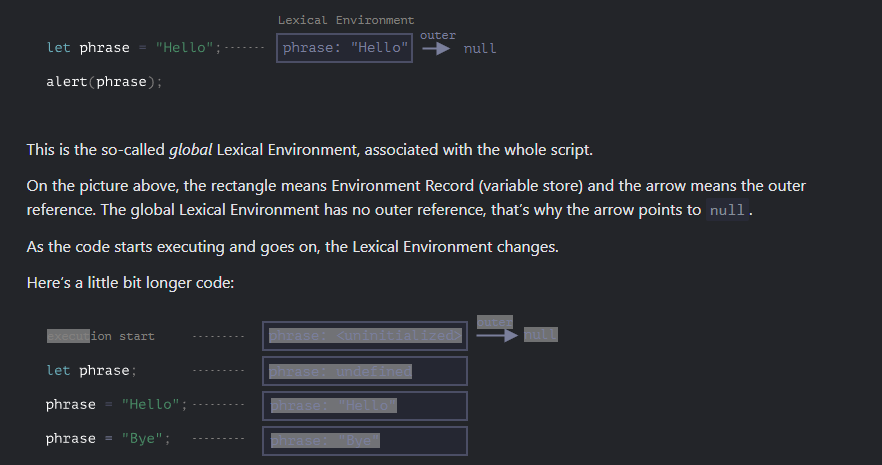 Lexical Environment
let phrase = "Hello"; phrase: "Hello" outer null
alert(phrase);
This is the so-called global Lexical Environment, associated with the whole script.
On the picture above, the rectangle means Environment Record (variable store) and the arrow means the outer
reference. The global Lexical Environment has no outer reference, that’s why the arrow points to null.
As the code starts executing and goes on, the Lexical Environment changes.
Here’s a little bit longer code:
execution start phrase: <uninitialized> outer null
let phrase; phrase: undefined
phrase = "Hello"; phrase: "Hello"
phrase = "Bye"; phrase: "Bye"